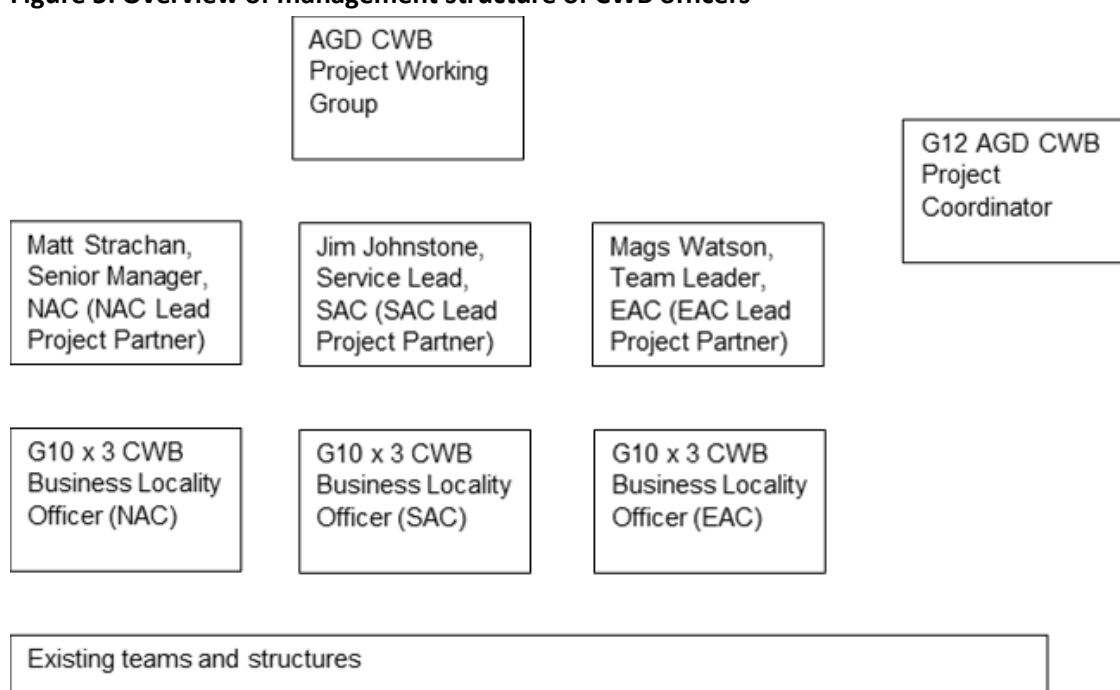 AGD CWB
Project Working
Group
G12 AGD CWB
Project
Coordinator
Matt Strachan,
Senior Manager,
NAC (NAC Lead
Project Partner)
Jim Johnstone,
Service Lead,
SAC (SAC Lead
Project Partner)
Mags Watson,
Team Leader,
EAC (EAC Lead
Project Partner)
G10 x 3 CWB
Business Locality
Officer (NAC)
G10 x 3 CWB
Business Locality
Officer (SAC)
G10 x 3 CWB
Business Locality
Officer (EAC)
Existing teams and structures